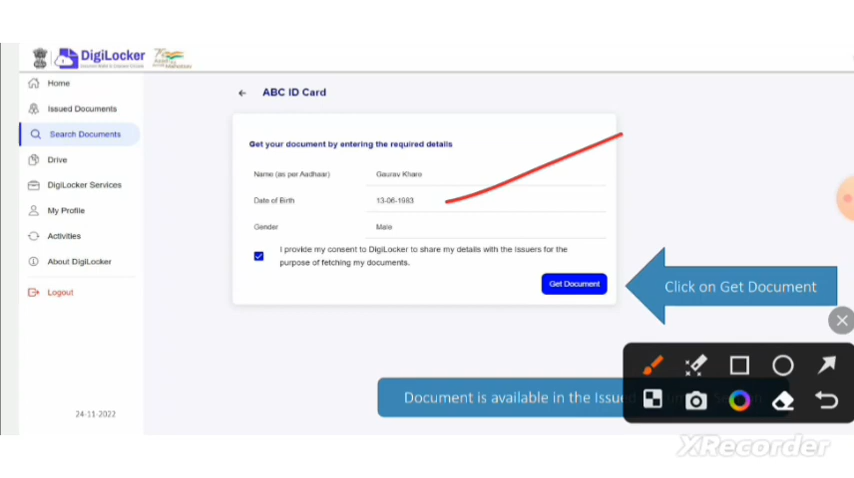 DigiLocker
Home
Issued Documents
Search Documents
Drive
DigiLocker Services
My Profile
Activities
About DigiLocker
Logout
24-11-2022
ABC ID Card
Get your document by entering the required details
Name (as per Aadhaar) Gaurav Khare
Date of Birth 13-06-1983
Gender Male
I provide my consent to DigiLocker to share my details with the Issuers for the
purpose of fetching my documents.
Get Document
Click on Get Document
Document is available in the Issued
XRecorder